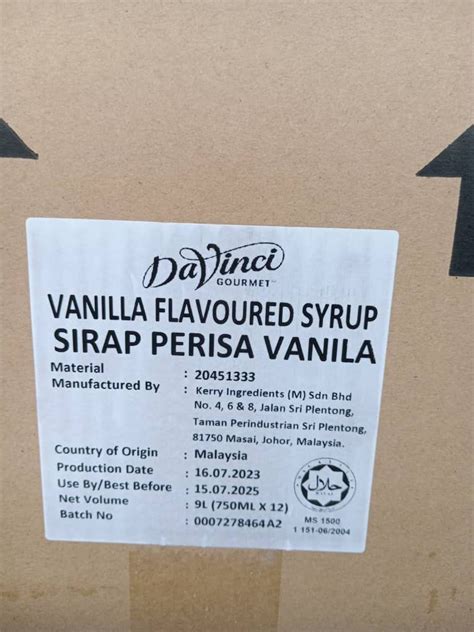 DaVinci
GOURMET™
VANILLA FLAVOURED SYRUP
SIRAP PERISA VANILA
Material : 20451333
Manufactured By : Kerry Ingredients (M) Sdn Bhd
No. 4, 6 & 8, Jalan Sri Plentong,
Taman Perindustrian Sri Plentong,
81750 Masai, Johor, Malaysia.
Country of Origin : Malaysia
Production Date : 16.07.2023
Use By/Best Before : 15.07.2025
Net Volume : 9L (750ML X 12)
Batch No : 0007278464A2
حلال
HALAL
MS 1500
1 151-06/2004